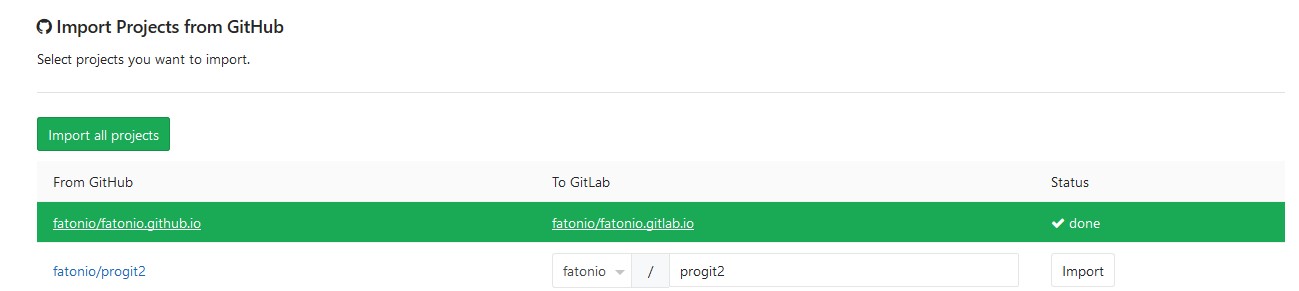 Import Projects from GitHub
Select projects you want to import.
Import all projects
From GitHub To GitLab Status
fatonio/fatonio.github.io fatonio/fatonio.gitlab.io done
fatonio/progit2 fatonio / progit2 Import